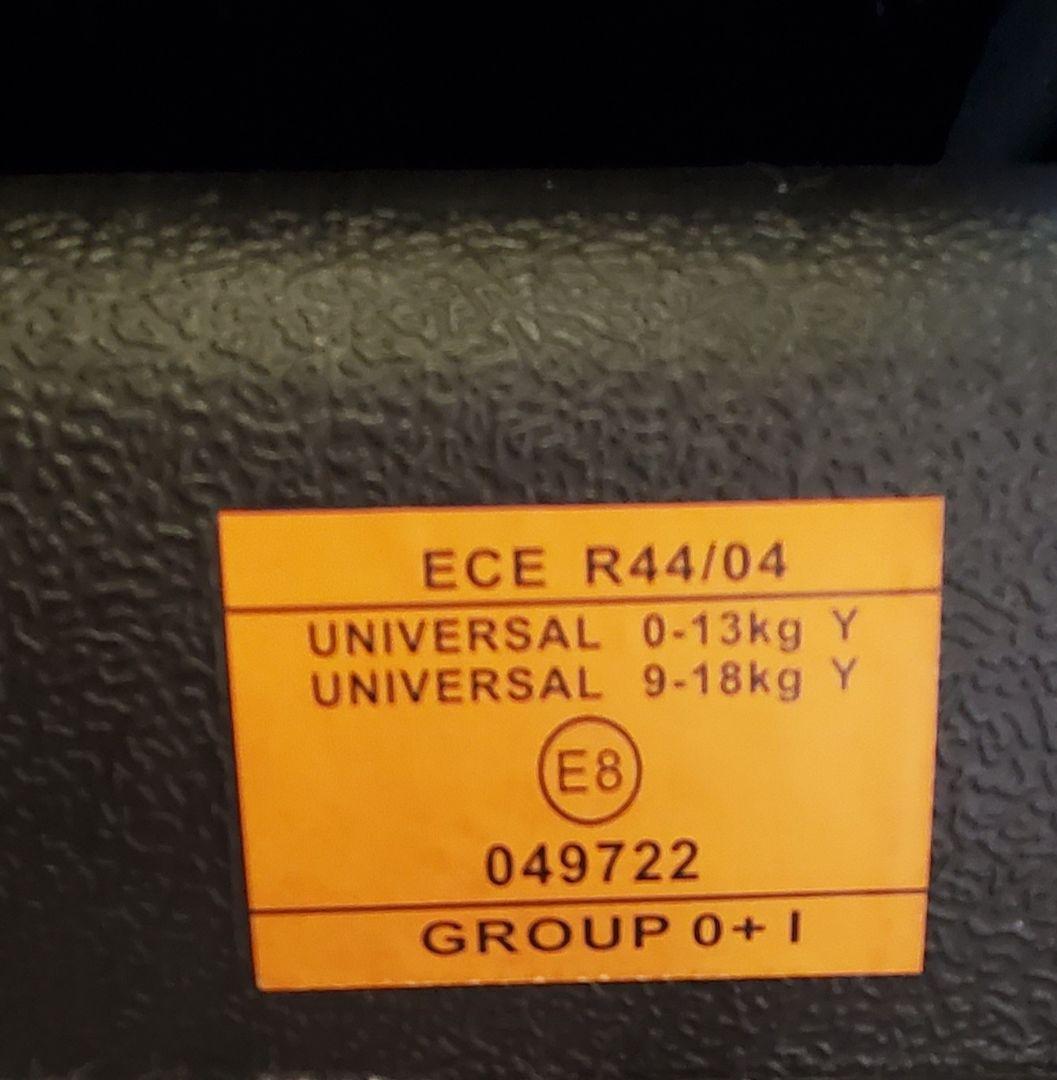 ECE R44/04
UNIVERSAL 0-13kg Y
UNIVERSAL 9-18kg Y
E8
049722
GROUP 0+ I